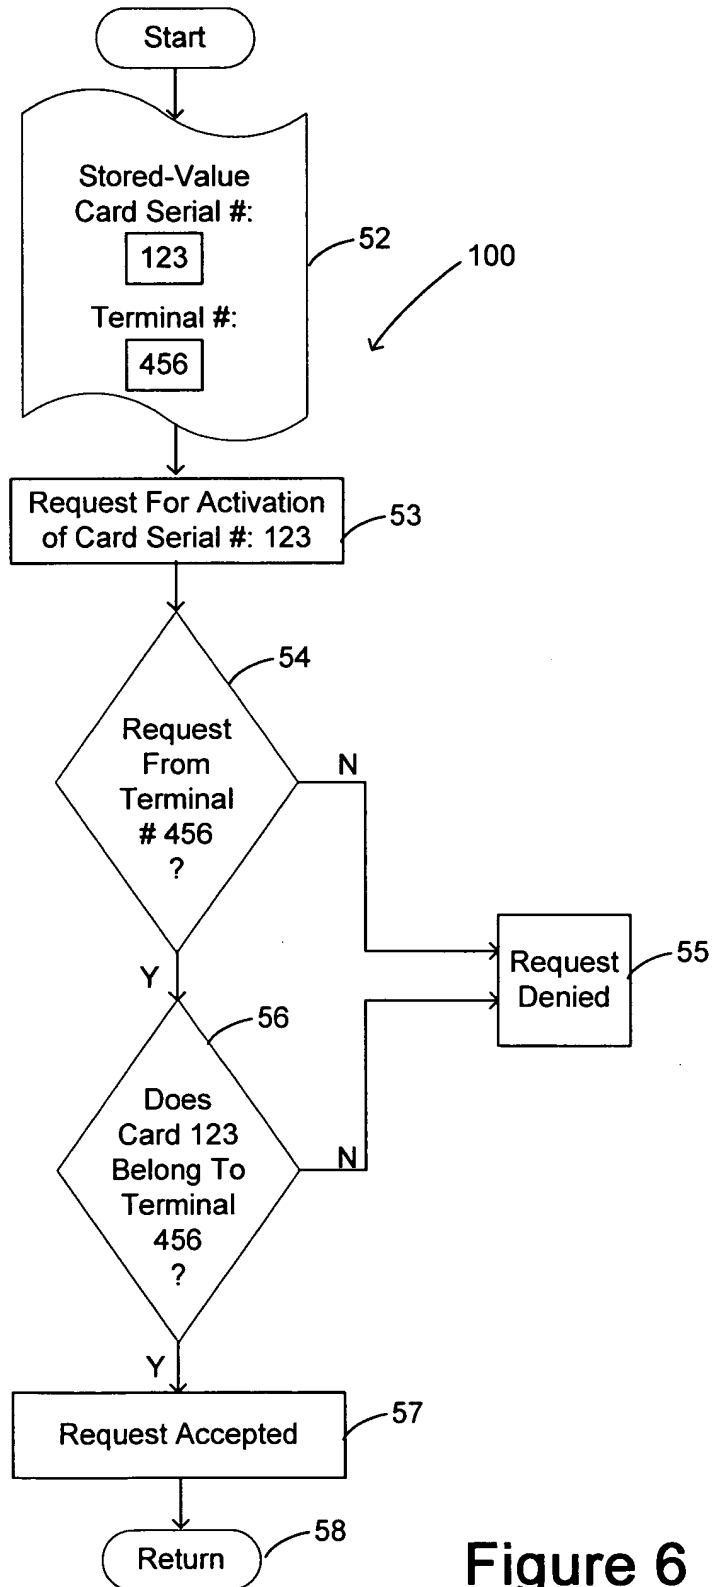 Start
Stored-Value
Card Serial #:
123
Terminal #:
456
52
100
Request For Activation
of Card Serial #: 123
53
54
Request
From
Terminal
# 456
?
N
Y
Request
Denied
55
56
Does
Card 123
Belong To
Terminal
456
?
N
Y
Request Accepted
57
Return
58
Figure 6